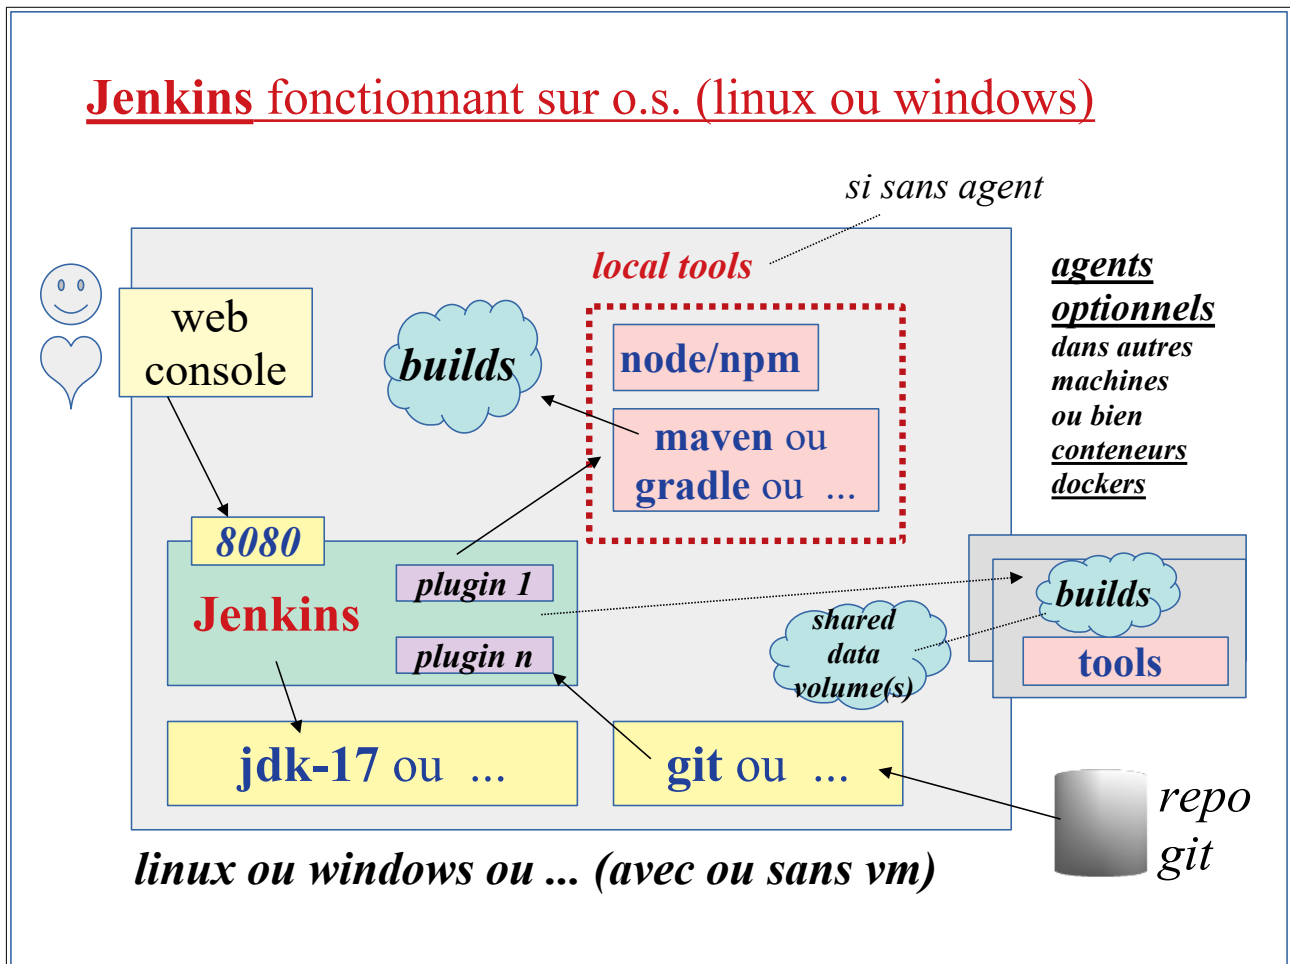 Jenkins fonctionnant sur o.s. (linux ou windows)
si sans agent
local tools
agents
optionnels
dans autres
machines
ou bien
conteneurs
dockers
web
console
builds
node/npm
maven ou
gradle ou ...
8080
Jenkins
plugin 1
plugin n
builds
tools
shared
data
volume(s)
jdk-17 ou ...
git ou ...
repo
git
linux ou windows ou ... (avec ou sans vm)